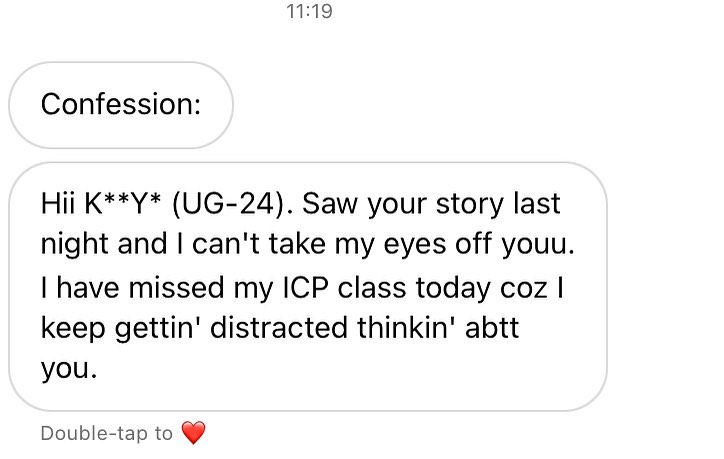 11:19
Confession:
Hii K**Y* (UG-24). Saw your story last
night and I can't take my eyes off youu.
I have missed my ICP class today coz I
keep gettin' distracted thinkin' abtt
you.
Double-tap to ❤️